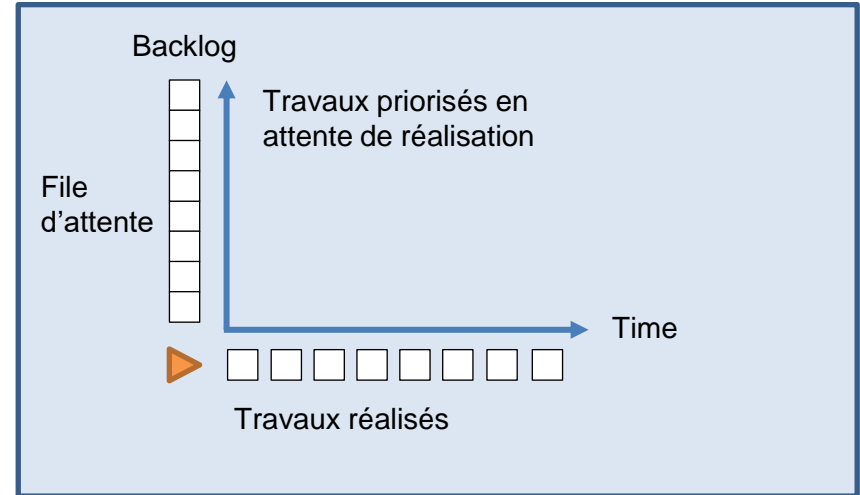 Backlog
Travaux priorisés en
attente de réalisation
File
d’attente
Time
Travaux réalisés